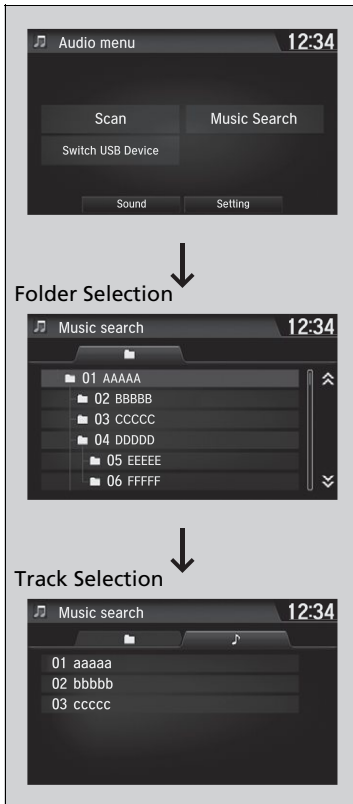 Audio menu 12:34
Scan Music Search
Switch USB Device
Sound Setting
Folder Selection
Music search 12:34
01 AAAAA
02 BBBBB
03 CCCCC
04 DDDDD
05 EEEEE
06 FFFFF
Track Selection
Music search 12:34
01 aaaaa
02 bbbbb
03 ccccc